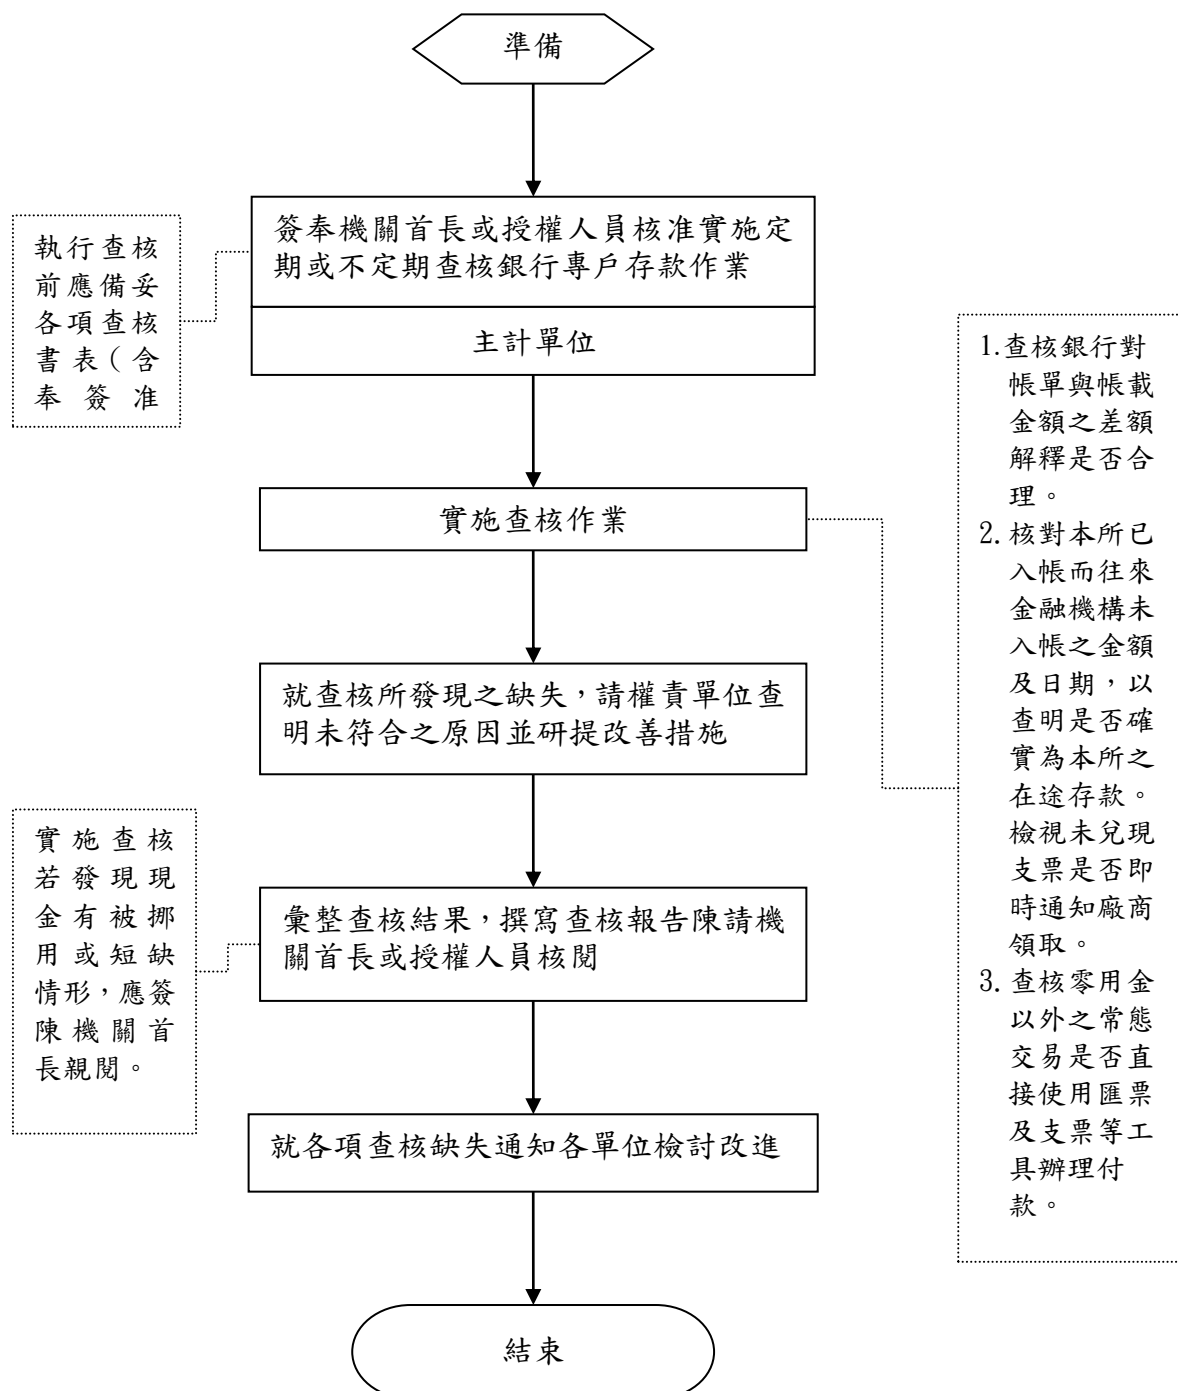 準備
簽奉機關首長或授權人員核准實施定
期或不定期查核銀行專戶存款作業
主計單位
執行查核
前應備妥
各項查核
書表(含
奉簽准
實施查核作業
1.查核銀行對
帳單與帳載
金額之差額
解釋是否合
理。
2.核對本所已
入帳而往來
金融機構未
入帳之金額
及日期,以
查明是否確
實為本所之
在途存款。
檢視未兌現
支票是否即
時通知廠商
領取。
3.查核零用金
以外之常態
交易是否直
接使用匯票
及支票等工
具辦理付
款。
就查核所發現之缺失,請權責單位查
明未符合之原因並研提改善措施
實施查核
若發現現
金有被挪
用或短缺
情形,應簽
陳機關首
長親閱。
彙整查核結果,撰寫查核報告陳請機
關首長或授權人員核閱
就各項查核缺失通知各單位檢討改進
結束